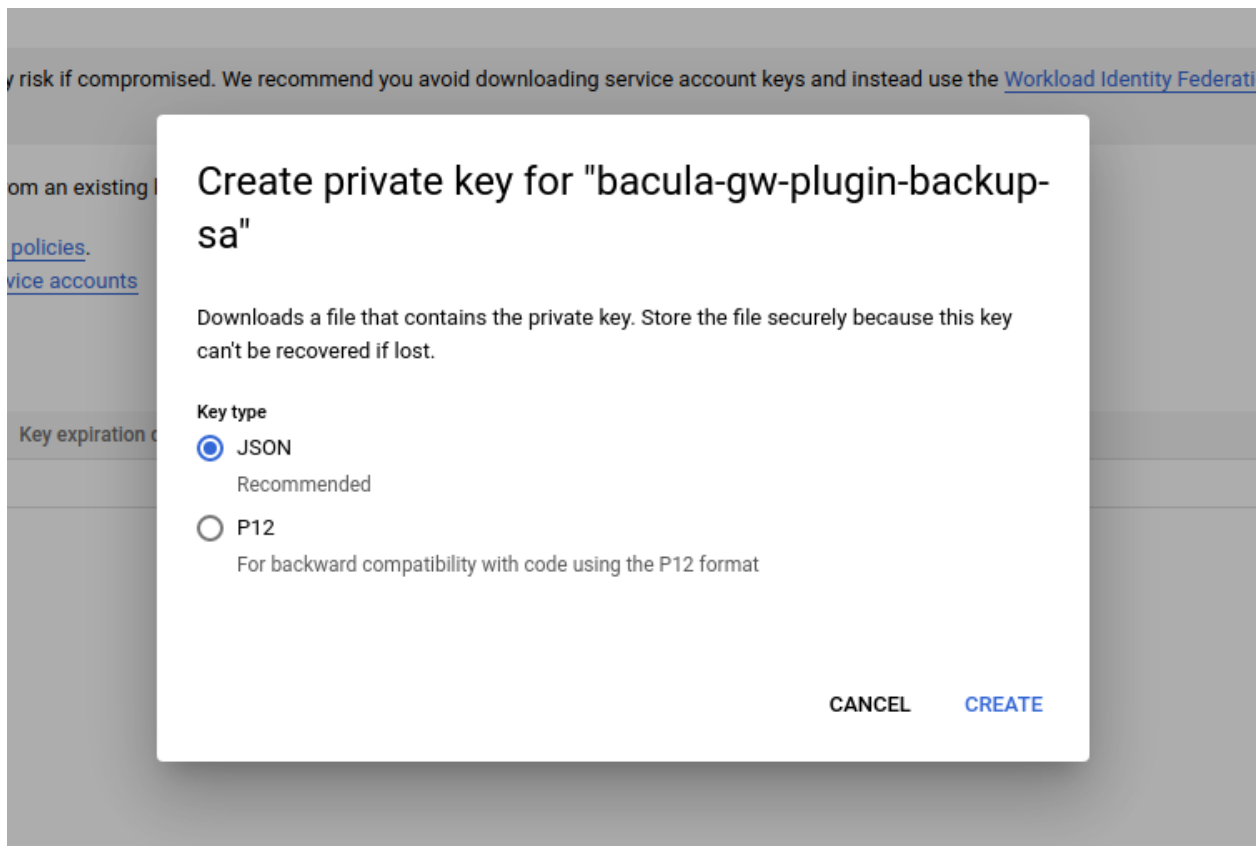 y risk if compromised. We recommend you avoid downloading service account keys and instead use the Workload Identity Federati
om an existing
policies.
vice accounts
Key expiration
Create private key for "bacula-gw-plugin-backup-
sa"
Downloads a file that contains the private key. Store the file securely because this key
can't be recovered if lost.
Key type
JSON
Recommended
P12
For backward compatibility with code using the P12 format
CANCEL
CREATE